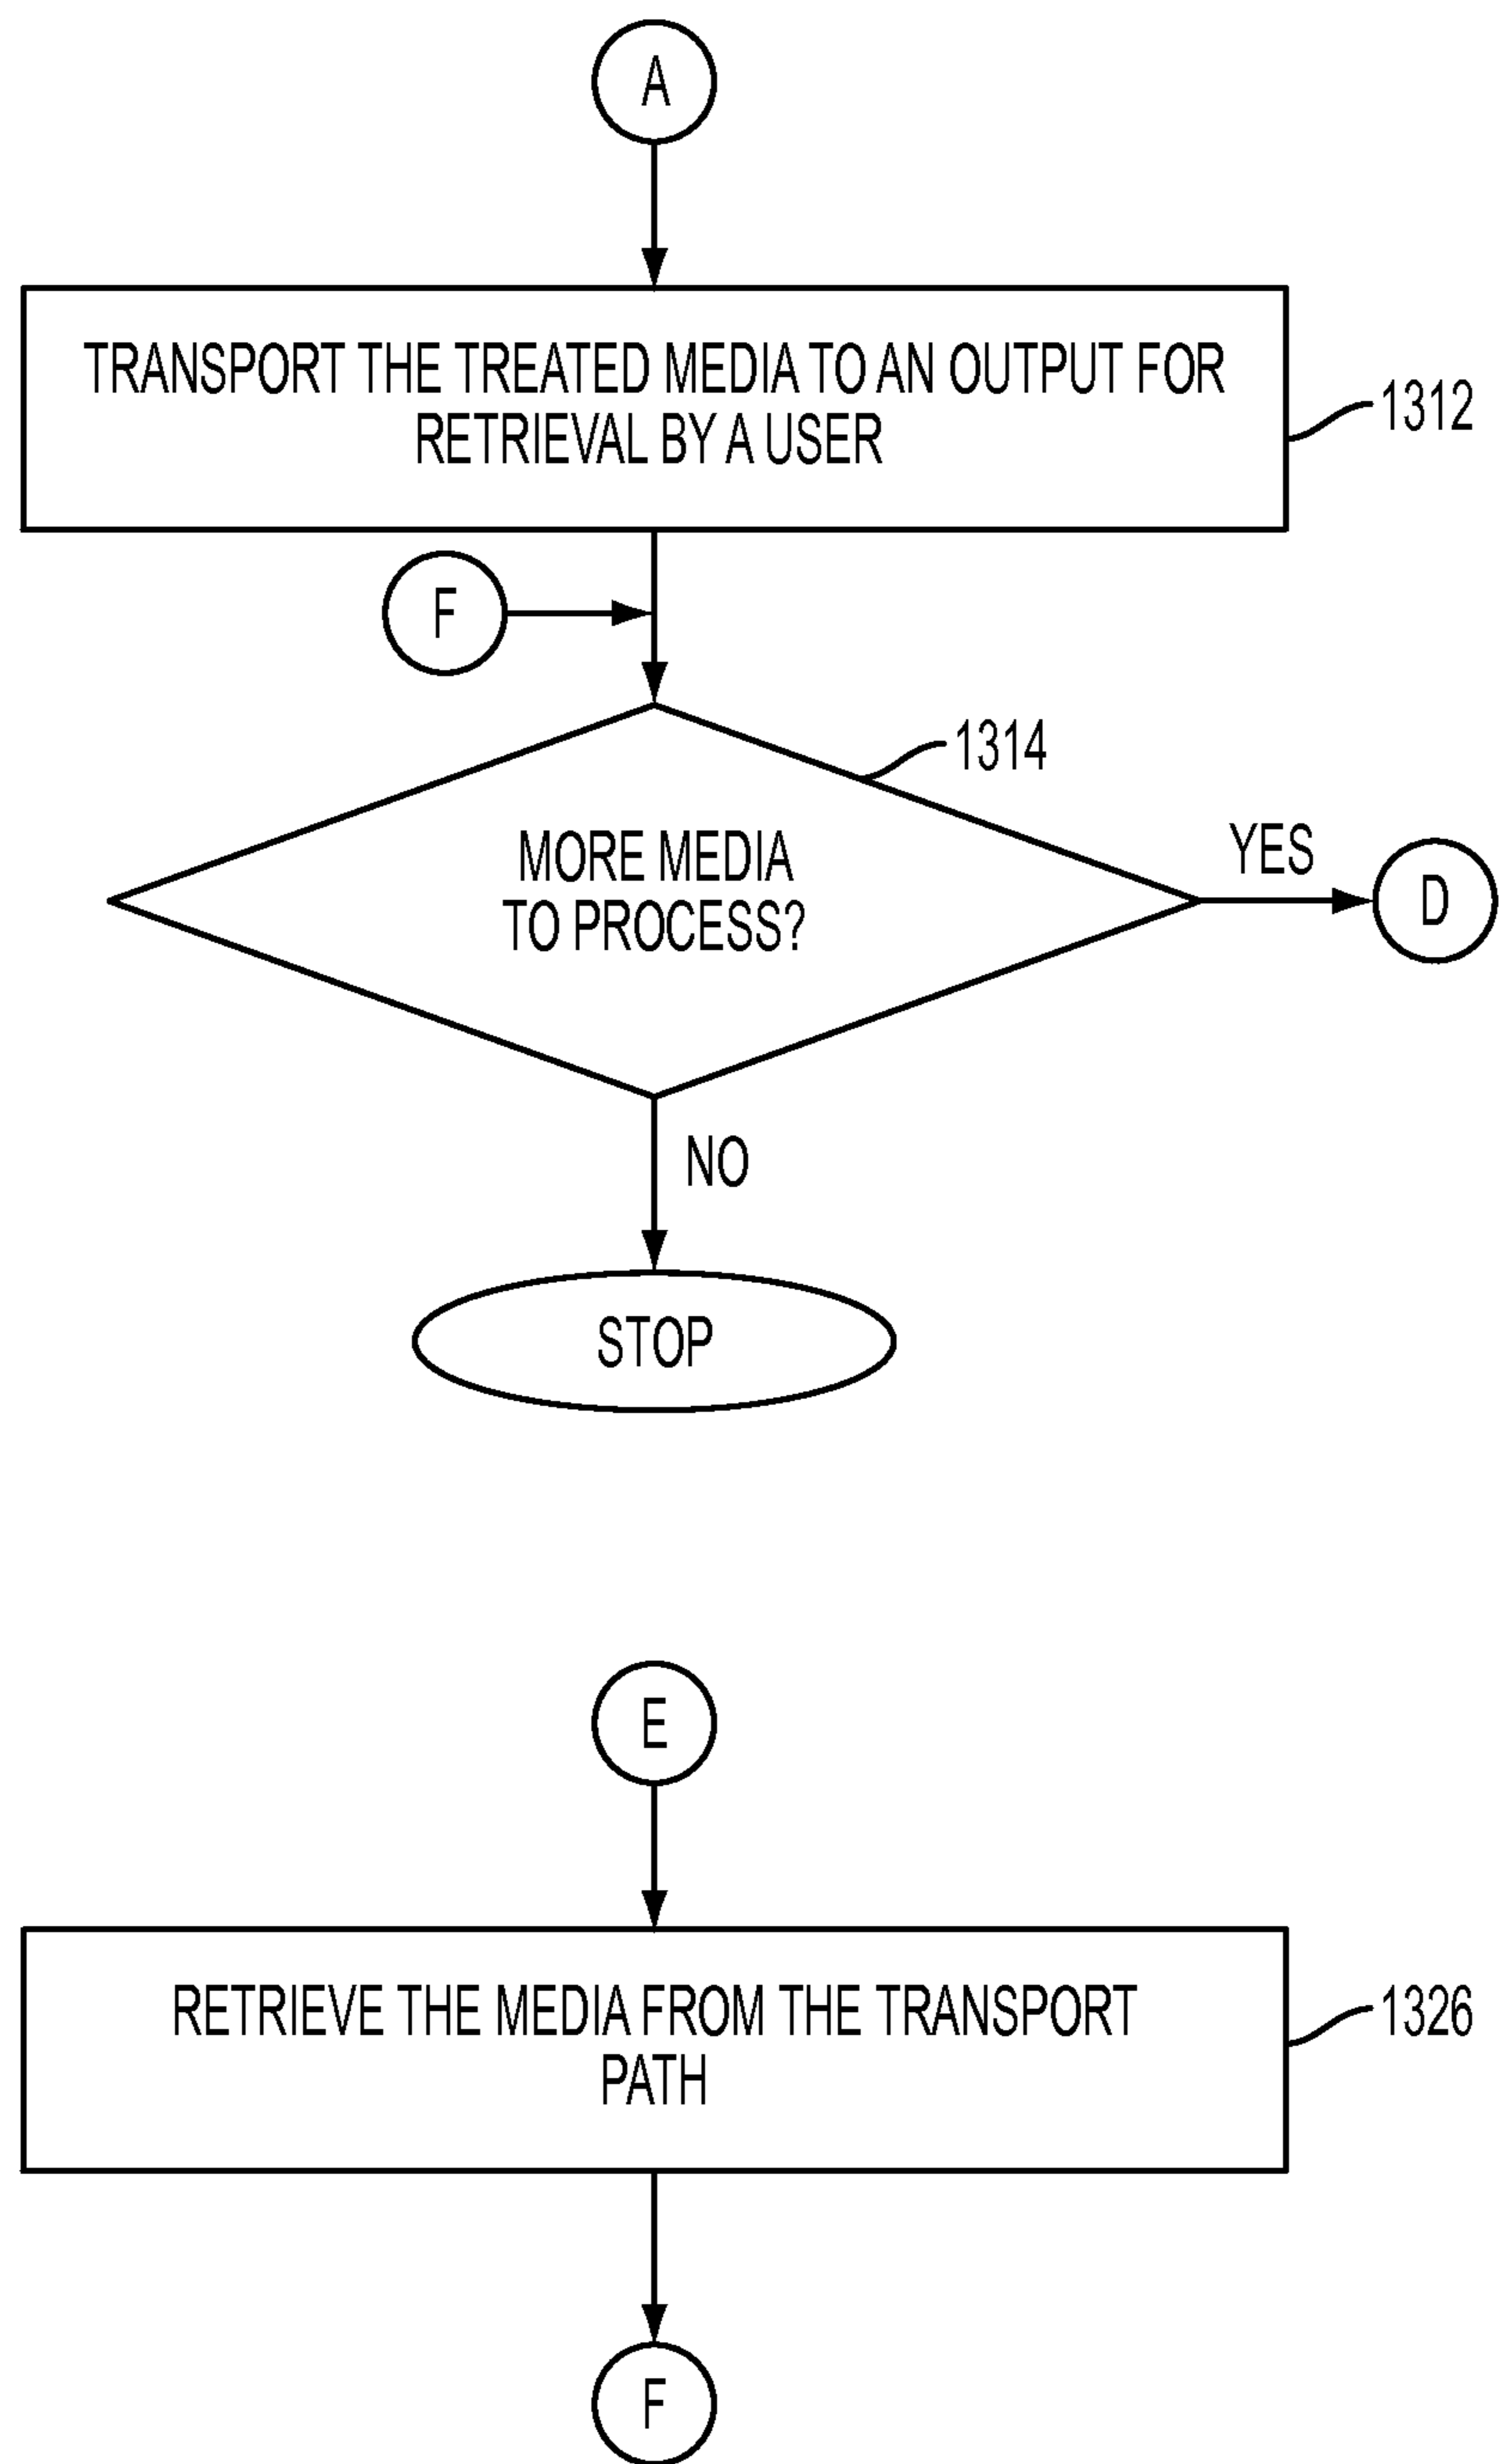 A
TRANSPORT THE TREATED MEDIA TO AN OUTPUT FOR
RETRIEVAL BY A USER
1312
F
1314
MORE MEDIA
TO PROCESS?
YES
D
NO
STOP
E
RETRIEVE THE MEDIA FROM THE TRANSPORT
PATH
1326
F